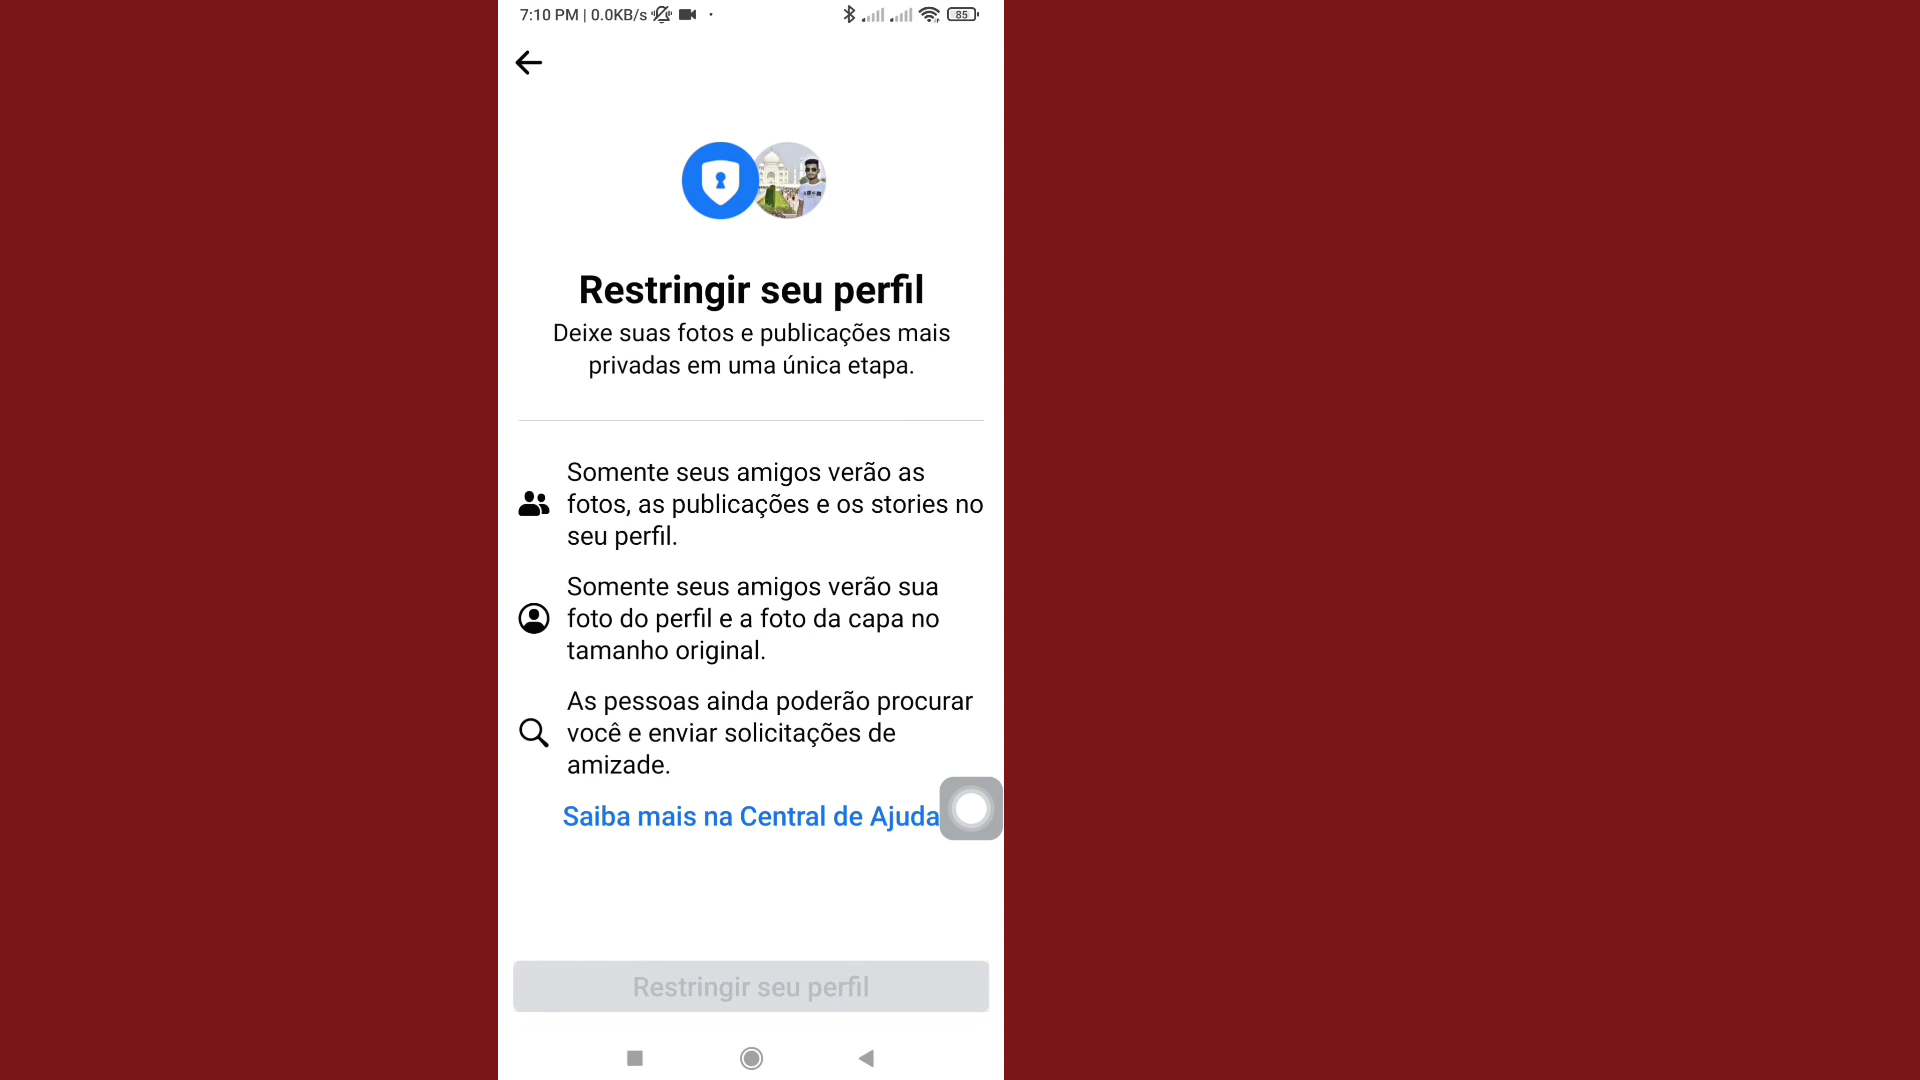 7:10 PM | 0.0KB/s
85
Restringir seu perfil
Deixe suas fotos e publicações mais
privadas em uma única etapa.
Somente seus amigos verão as
fotos, as publicações e os stories no
seu perfil.
Somente seus amigos verão sua
foto do perfil e a foto da capa no
tamanho original.
As pessoas ainda poderão procurar
você e enviar solicitações de
amizade.
Saiba mais na Central de Ajuda
Restringir seu perfil